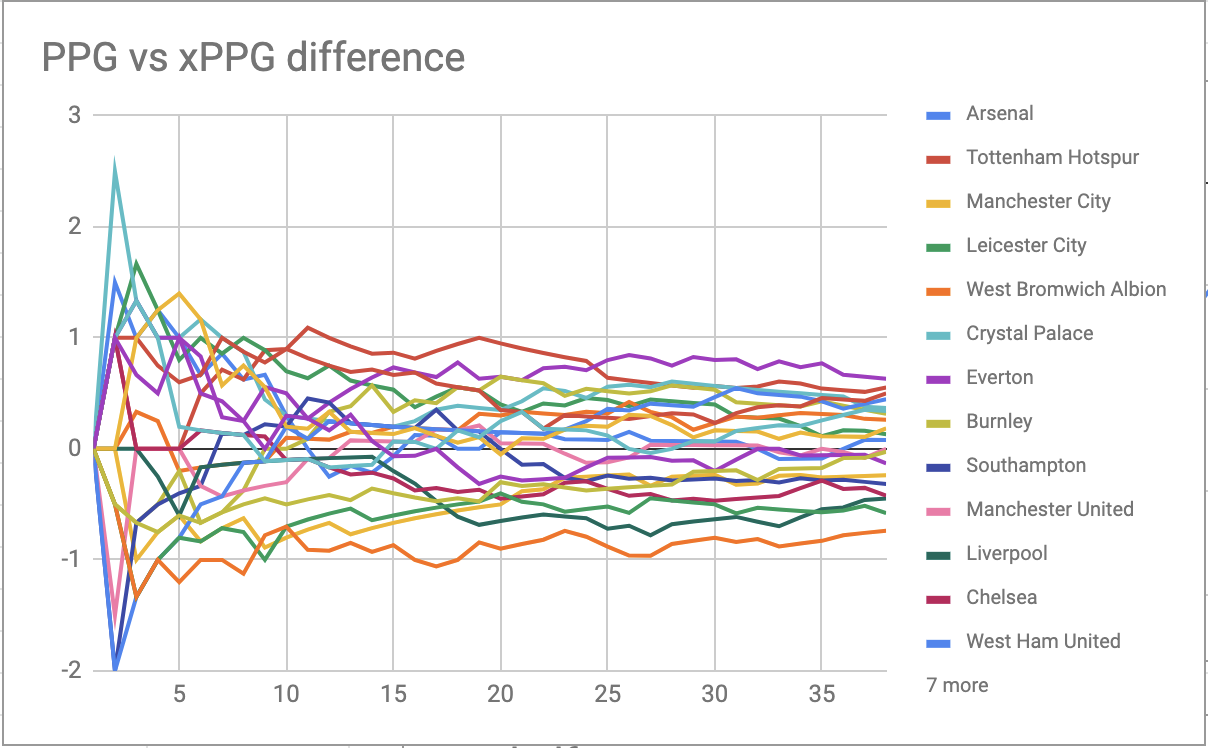 PPG vs xPPG difference
3
2
1
0
-1
-2
5 10 15 20 25 30 35
Arsenal
Tottenham Hotspur
Manchester City
Leicester City
West Bromwich Albion
Crystal Palace
Everton
Burnley
Southampton
Manchester United
Liverpool
Chelsea
West Ham United
7 more